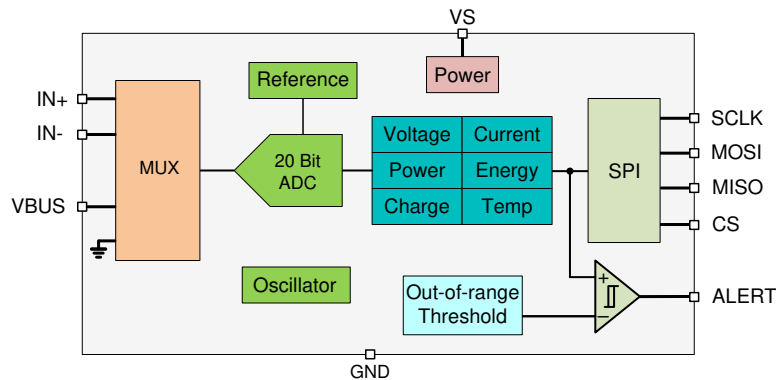 VS
Power
Reference
IN+
IN-
VBUS
MUX
20 Bit
ADC
Voltage
Current
Power
Energy
Charge
Temp
SPI
SCLK
MOSI
MISO
CS
Oscillator
Out-of-range
Threshold
+
−
ALERT
GND